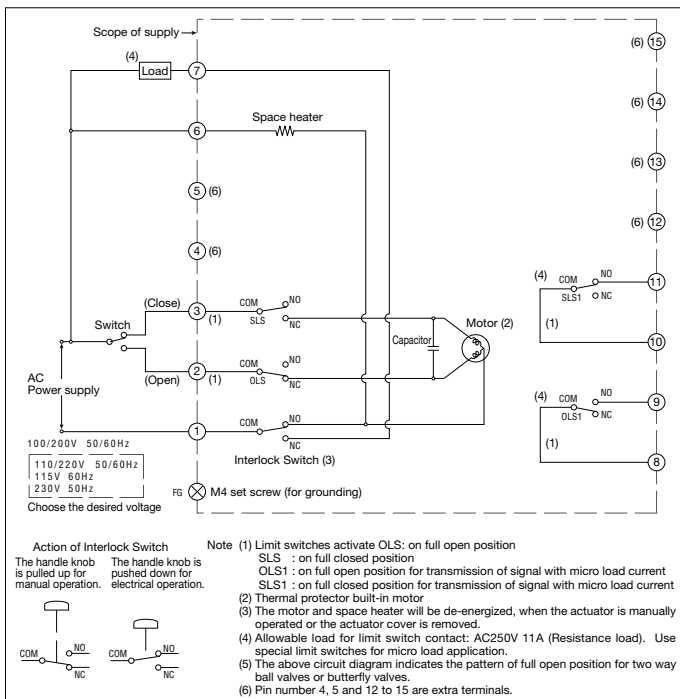 Scope of supply
(4)
Load
7
(6) 15
6
Space heater
(6) 14
5 (6)
(6) 13
4 (6)
(6) 12
Switch
(Close)
3
(1)
COM
SLS
NO
NC
Capacitor
Motor (2)
(4)
COM
SLS1
NO
NC
11
(1)
10
(Open)
2
(1)
COM
OLS
NO
NC
AC
Power supply
1
COM
NO
NC
Interlock Switch (3)
(4)
COM
OLS1
NO
NC
9
(1)
8
100/200V 50/60Hz
110/220V 50/60Hz
115V 60Hz
230V 50Hz
Choose the desired voltage
FG
M4 set screw (for grounding)
Action of Interlock Switch
The handle knob
is pulled up for
manual operation.
The handle knob is
pushed down for
electrical operation.
COM
NO
NC
COM
NO
NC
Note (1) Limit switches activate OLS: on full open position
SLS : on full closed position
OLS1 : on full open position for transmission of signal with micro load current
SLS1 : on full closed position for transmission of signal with micro load current
(2) Thermal protector built-in motor
(3) The motor and space heater will be de-energized, when the actuator is manually
operated or the actuator cover is removed.
(4) Allowable load for limit switch contact: AC250V 11A (Resistance load). Use
special limit switches for micro load application.
(5) The above circuit diagram indicates the pattern of full open position for two way
ball valves or butterfly valves.
(6) Pin number 4, 5 and 12 to 15 are extra terminals.